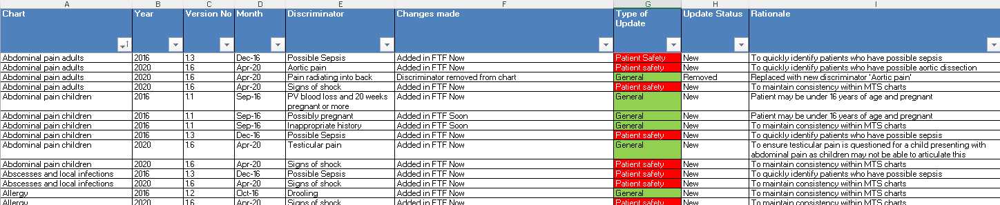 A B C D E F G H I
Chart Year Version No Month Discriminator Changes made Type of Update Update Status Rationale
Abdominal pain adults 2016 1.3 Dec-16 Possible Sepsis Added in FTF Now Patient Safety New To quickly identify patients who have possible sepsis
Abdominal pain adults 2020 1.6 Apr-20 Aortic pain Added in FTF Now Patient safety New To quickly identify patients who have possible aortic dissection
Abdominal pain adults 2020 1.6 Apr-20 Pain radiating into back Discriminator removed from chart General Removed Replaced with new discriminator 'Aortic pain'
Abdominal pain adults 2020 1.6 Apr-20 Signs of shock Added in FTF Now Patient safety New To maintain consistency within MTS charts
Abdominal pain children 2016 1.1 Sep-16 PV blood loss and 20 weeks Added in FTF Now General New Patient may be under 16 years of age and pregnant
pregnant or more
Abdominal pain children 2016 1.1 Sep-16 Possibly pregnant Added in FTF Soon General New Patient may be under 16 years of age and pregnant
Abdominal pain children 2016 1.1 Sep-16 Inappropriate history Added in FTF Soon General New To maintain consistency within MTS charts
Abdominal pain children 2016 1.3 Dec-16 Possible Sepsis Added in FTF Now Patient safety New To quickly identify patients who have possible sepsis
Abdominal pain children 2020 1.6 Apr-20 Testicular pain Added in FTF Now General New To ensure testicular pain is questioned for a child presenting with
abdominal pain as children may not be able to articulate this
Abdominal pain children 2020 1.6 Apr-20 Signs of shock Added in FTF Now Patient safety New To maintain consistency within MTS charts
Abscesses and local infections 2016 1.3 Dec-16 Possible Sepsis Added in FTF Now Patient safety New To quickly identify patients who have possible sepsis
Abscesses and local infections 2020 1.6 Apr-20 Signs of shock Added in FTF Now Patient safety New To maintain consistency within MTS charts
Allergy 2016 1.2 Oct-16 Drooling Added in FTF Now General New To maintain consistency within MTS charts
Allergy 2020 1.6 Apr-20 Signs of shock Added in FTF Now Patient safety New To maintain consistency within MTS charts